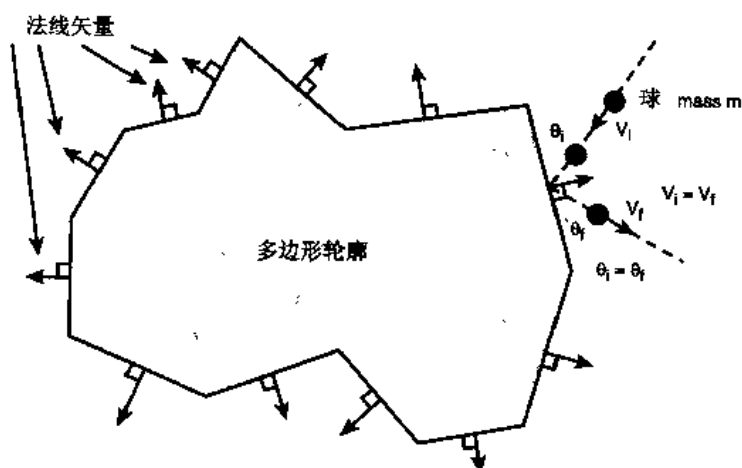 法线矢量
球 mass m
θi
Vi
Vi = Vf
Vf
θf
多边形轮廓
θi = θf